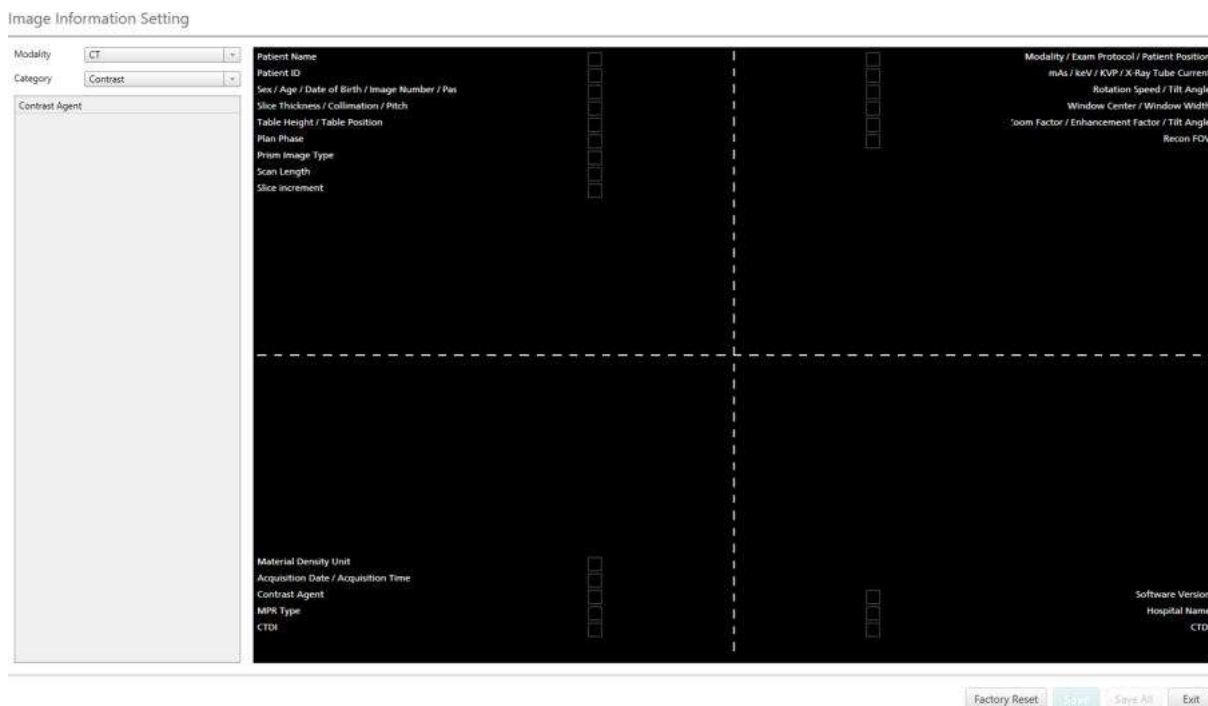 Image Information Setting
Modality CT
Category Contrast
Contrast Agent
Patient Name
Patient ID
Sex / Age / Date of Birth / Image Number / Pas
Slice Thickness / Collimation / Pitch
Table Height / Table Position
Plan Phase
Prism Image Type
Scan Length
Slice increment
Modality / Exam Protocol / Patient Position
mAs / keV / KVP / X-Ray Tube Current
Rotation Speed / Tilt Angle
Window Center / Window Width
oom Factor / Enhancement Factor / Tilt Angle
Recon FOV
Material Density Unit
Acquisition Date / Acquisition Time
Contrast Agent
MPR Type
CTDI
Software Version
Hospital Name
CTD
Factory Reset Save Save All Exit